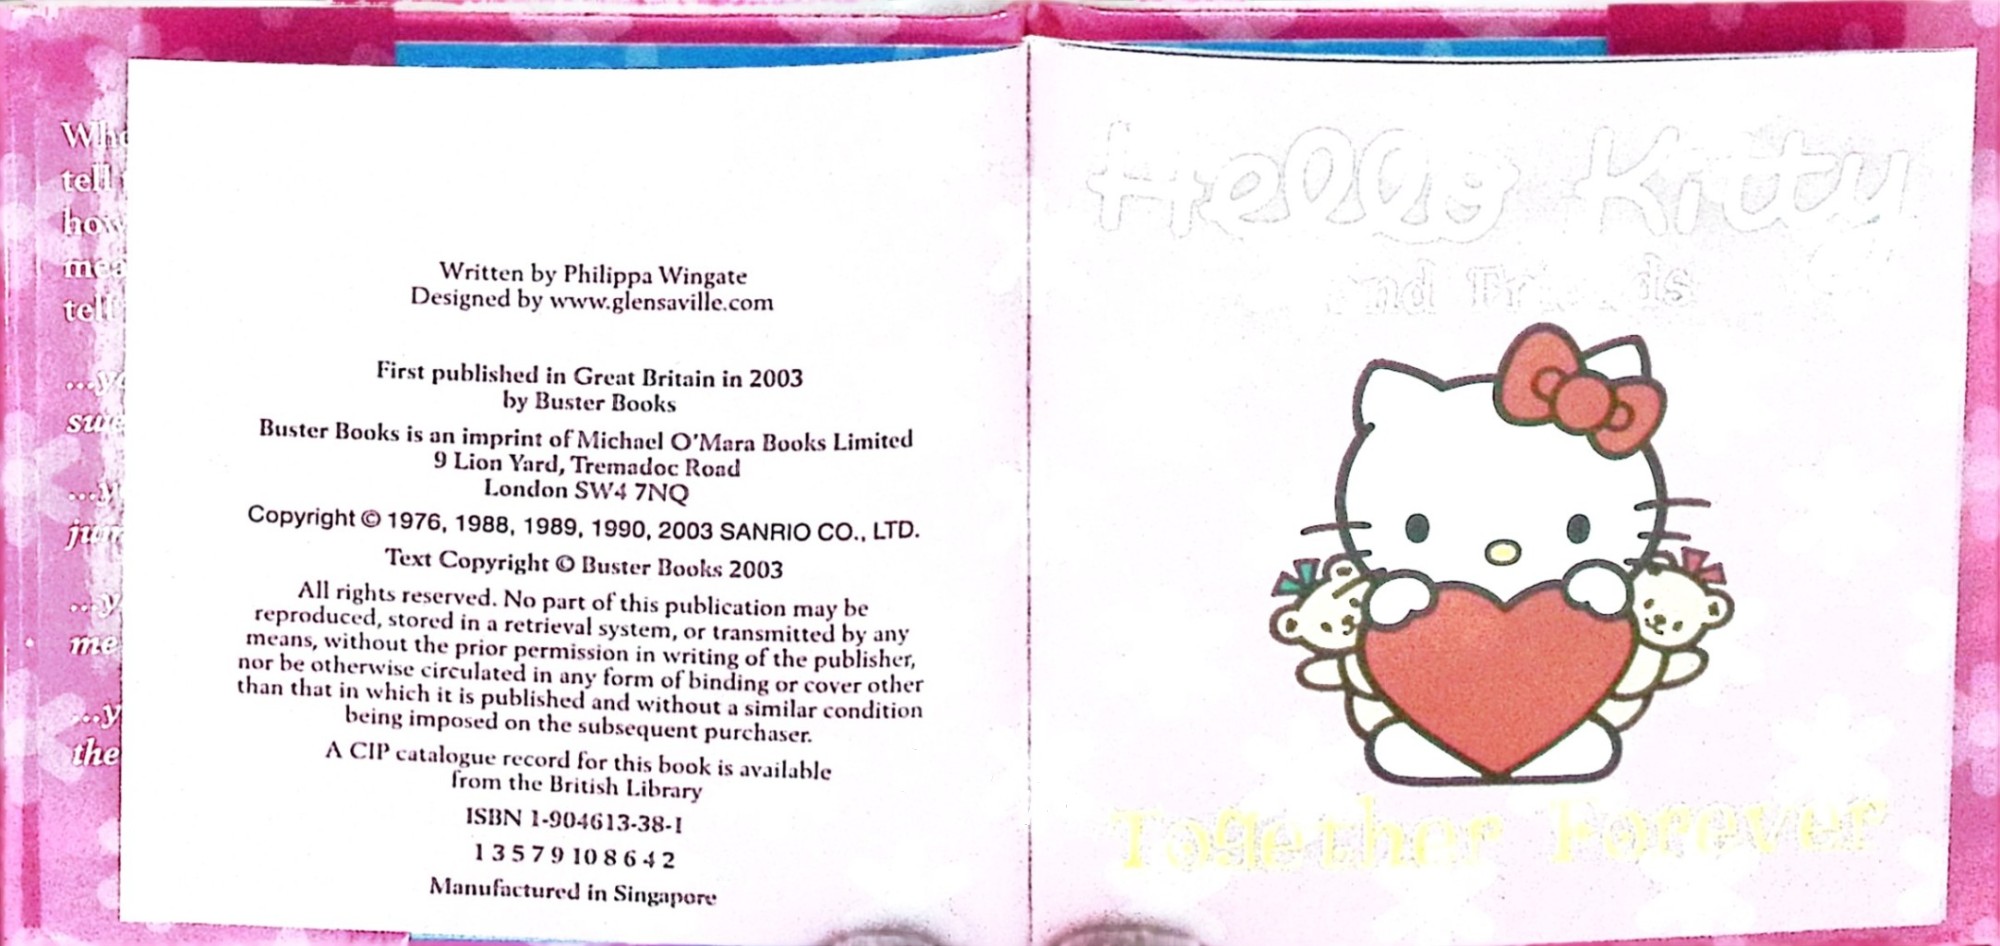 tell
how
Written by Philippa Wingate
Designed by www.glensaville.com
First published in Great Britain in 2003
by Buster Books
Buster Books is an imprint of Michael O'Mara Books Limited
9 Lion Yard, Tremadoc Road
London SW4 7NQ
Copyright © 1976, 1988, 1989, 1990, 2003 SANRIO CO., LTD.
Text Copyright © Buster Books 2003
All rights reserved. No part of this publication may be
reproduced, stored in a retrieval system, or transmitted by any
means, without the prior permission in writing of the publisher,
nor be otherwise circulated in any form of binding or cover other
than that in which it is published and without a similar condition
being imposed on the subsequent purchaser.
A CIP catalogue record for this book is available
from the British Library
ISBN 1-904613-38-1
1 3 5 7 9 10 8 6 4 2
Manufactured in Singapore
Hello Kitty
and Friends
Together Forever